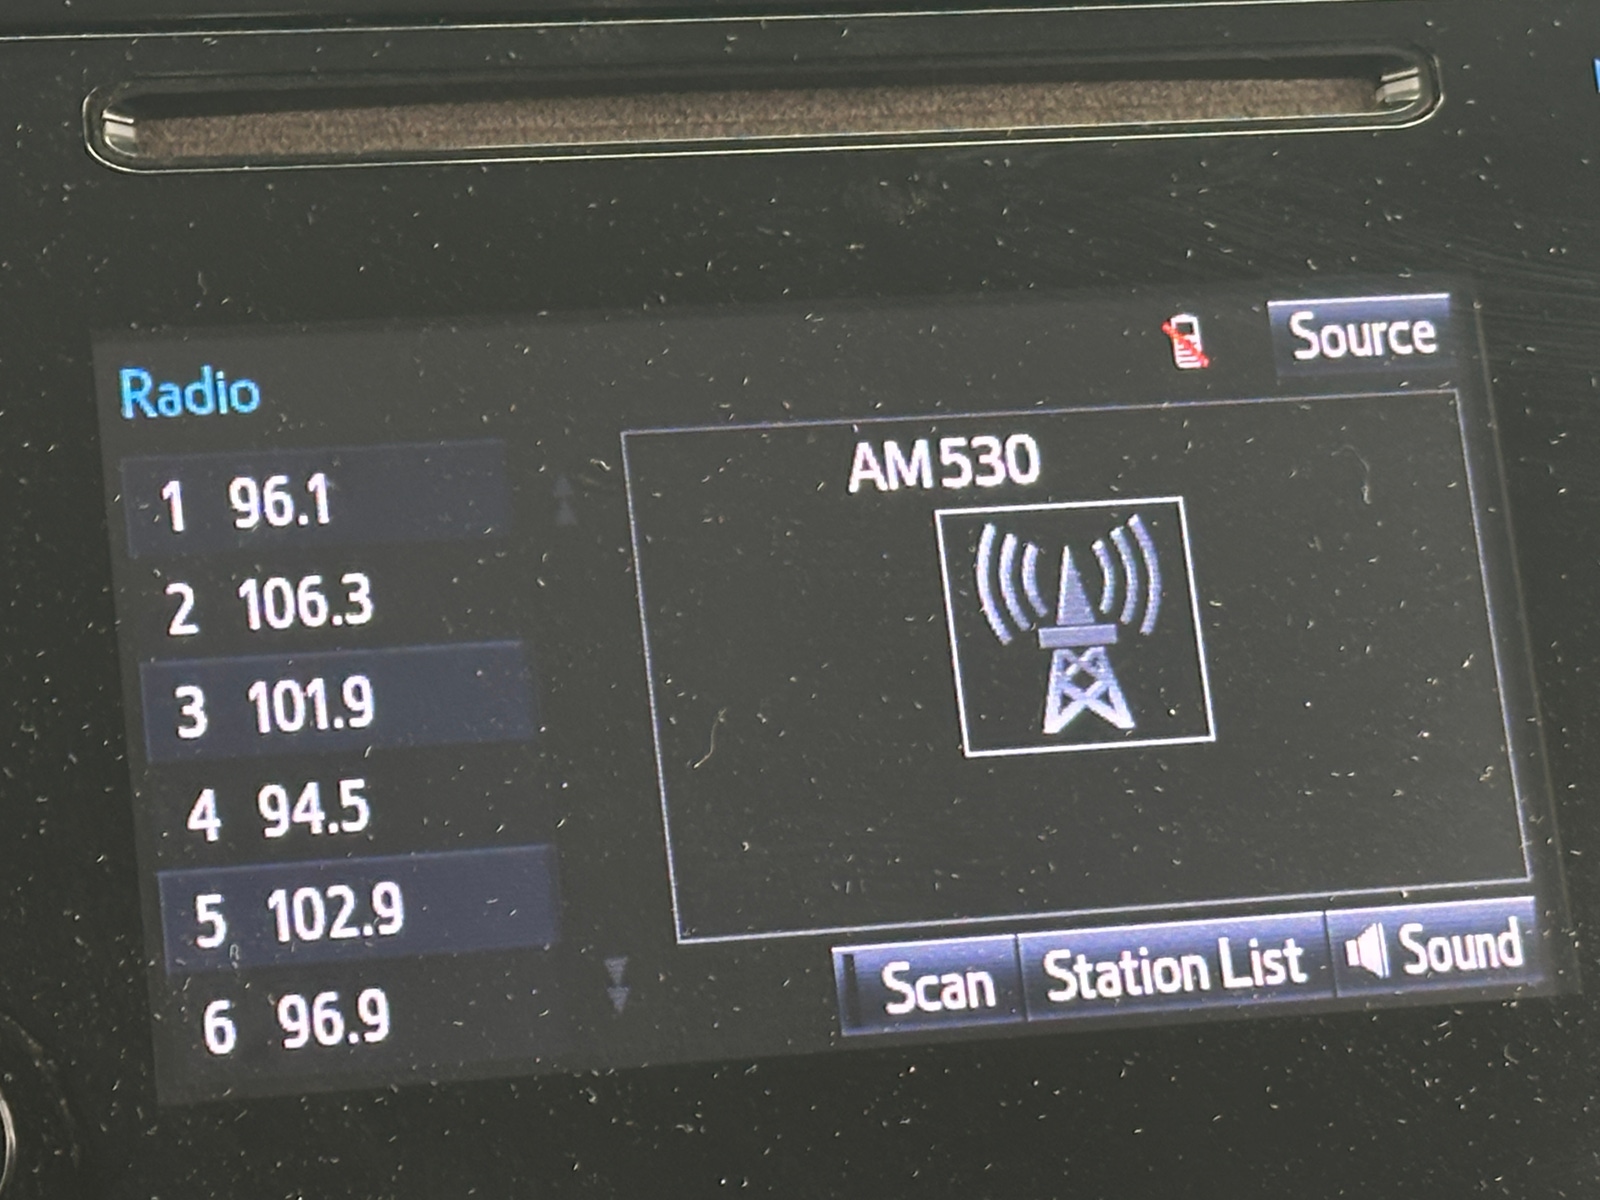 Source
Radio
AM530
1 96.1
2 106.3
3 101.9
4 94.5
5 102.9
6 96.9
Scan Station List Sound